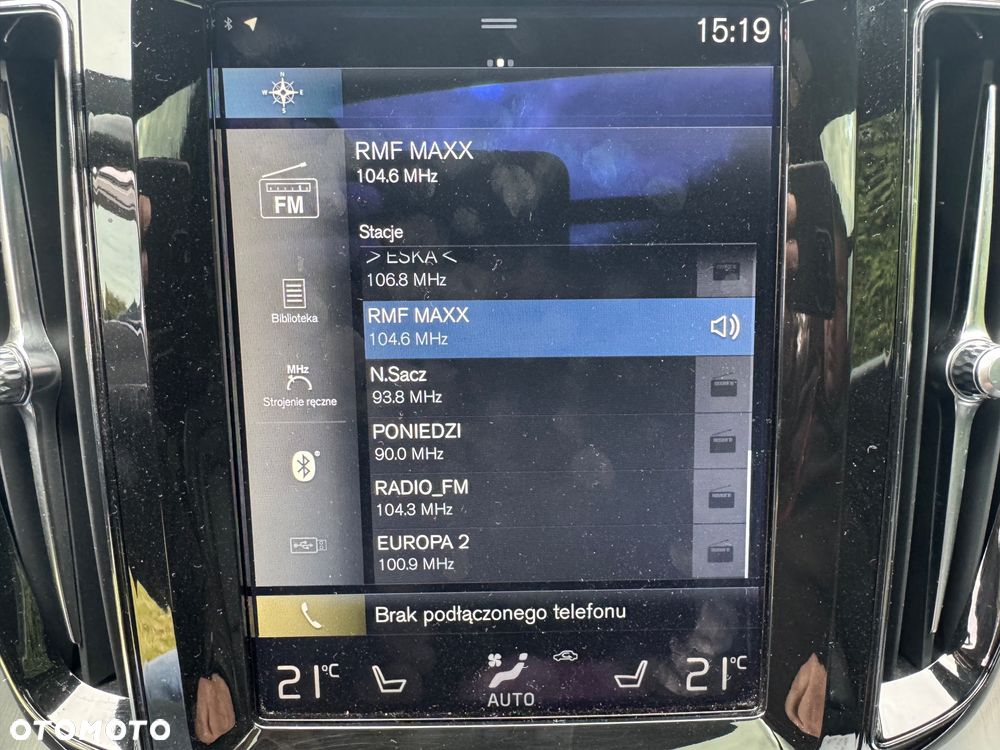 15:19
N
W E
S
RMF MAXX
104.6 MHz
FM
Stacje
> ESKA <
106.8 MHz
RMF MAXX
104.6 MHz
Biblioteka
N.Sacz
93.8 MHz
MHz
Strojenie ręczne
PONIEDZI
90.0 MHz
RADIO_FM
104.3 MHz
EUROPA 2
100.9 MHz
Brak podłączonego telefonu
21°C
21°C
AUTO
OTOMOTO